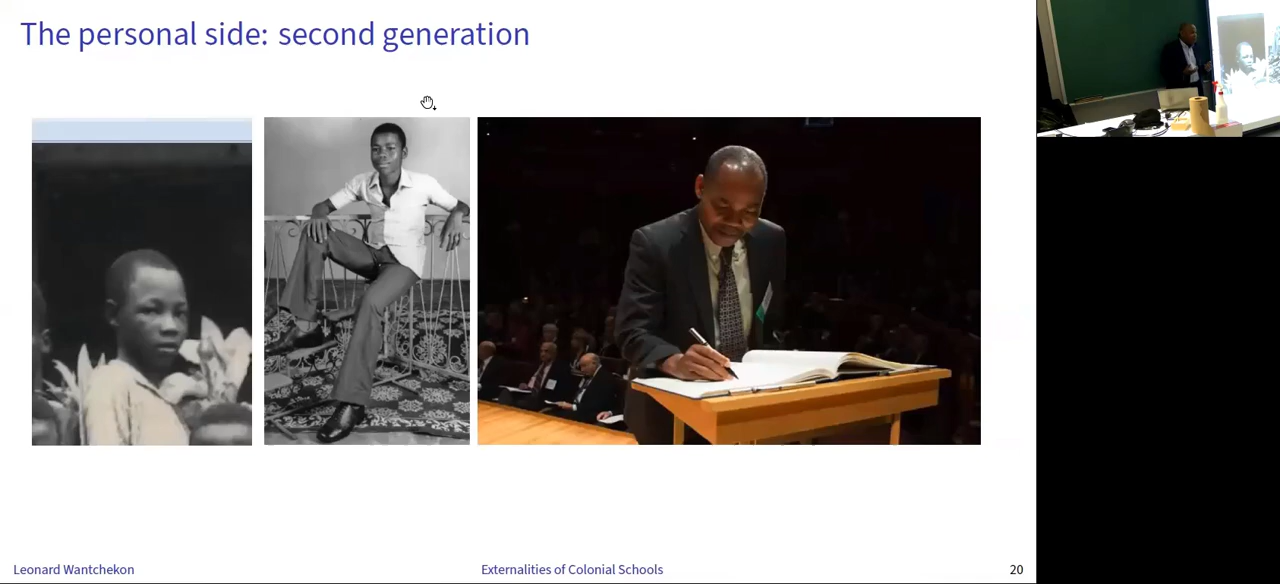 The personal side: second generation
Leonard Wantchekon
Externalities of Colonial Schools
20